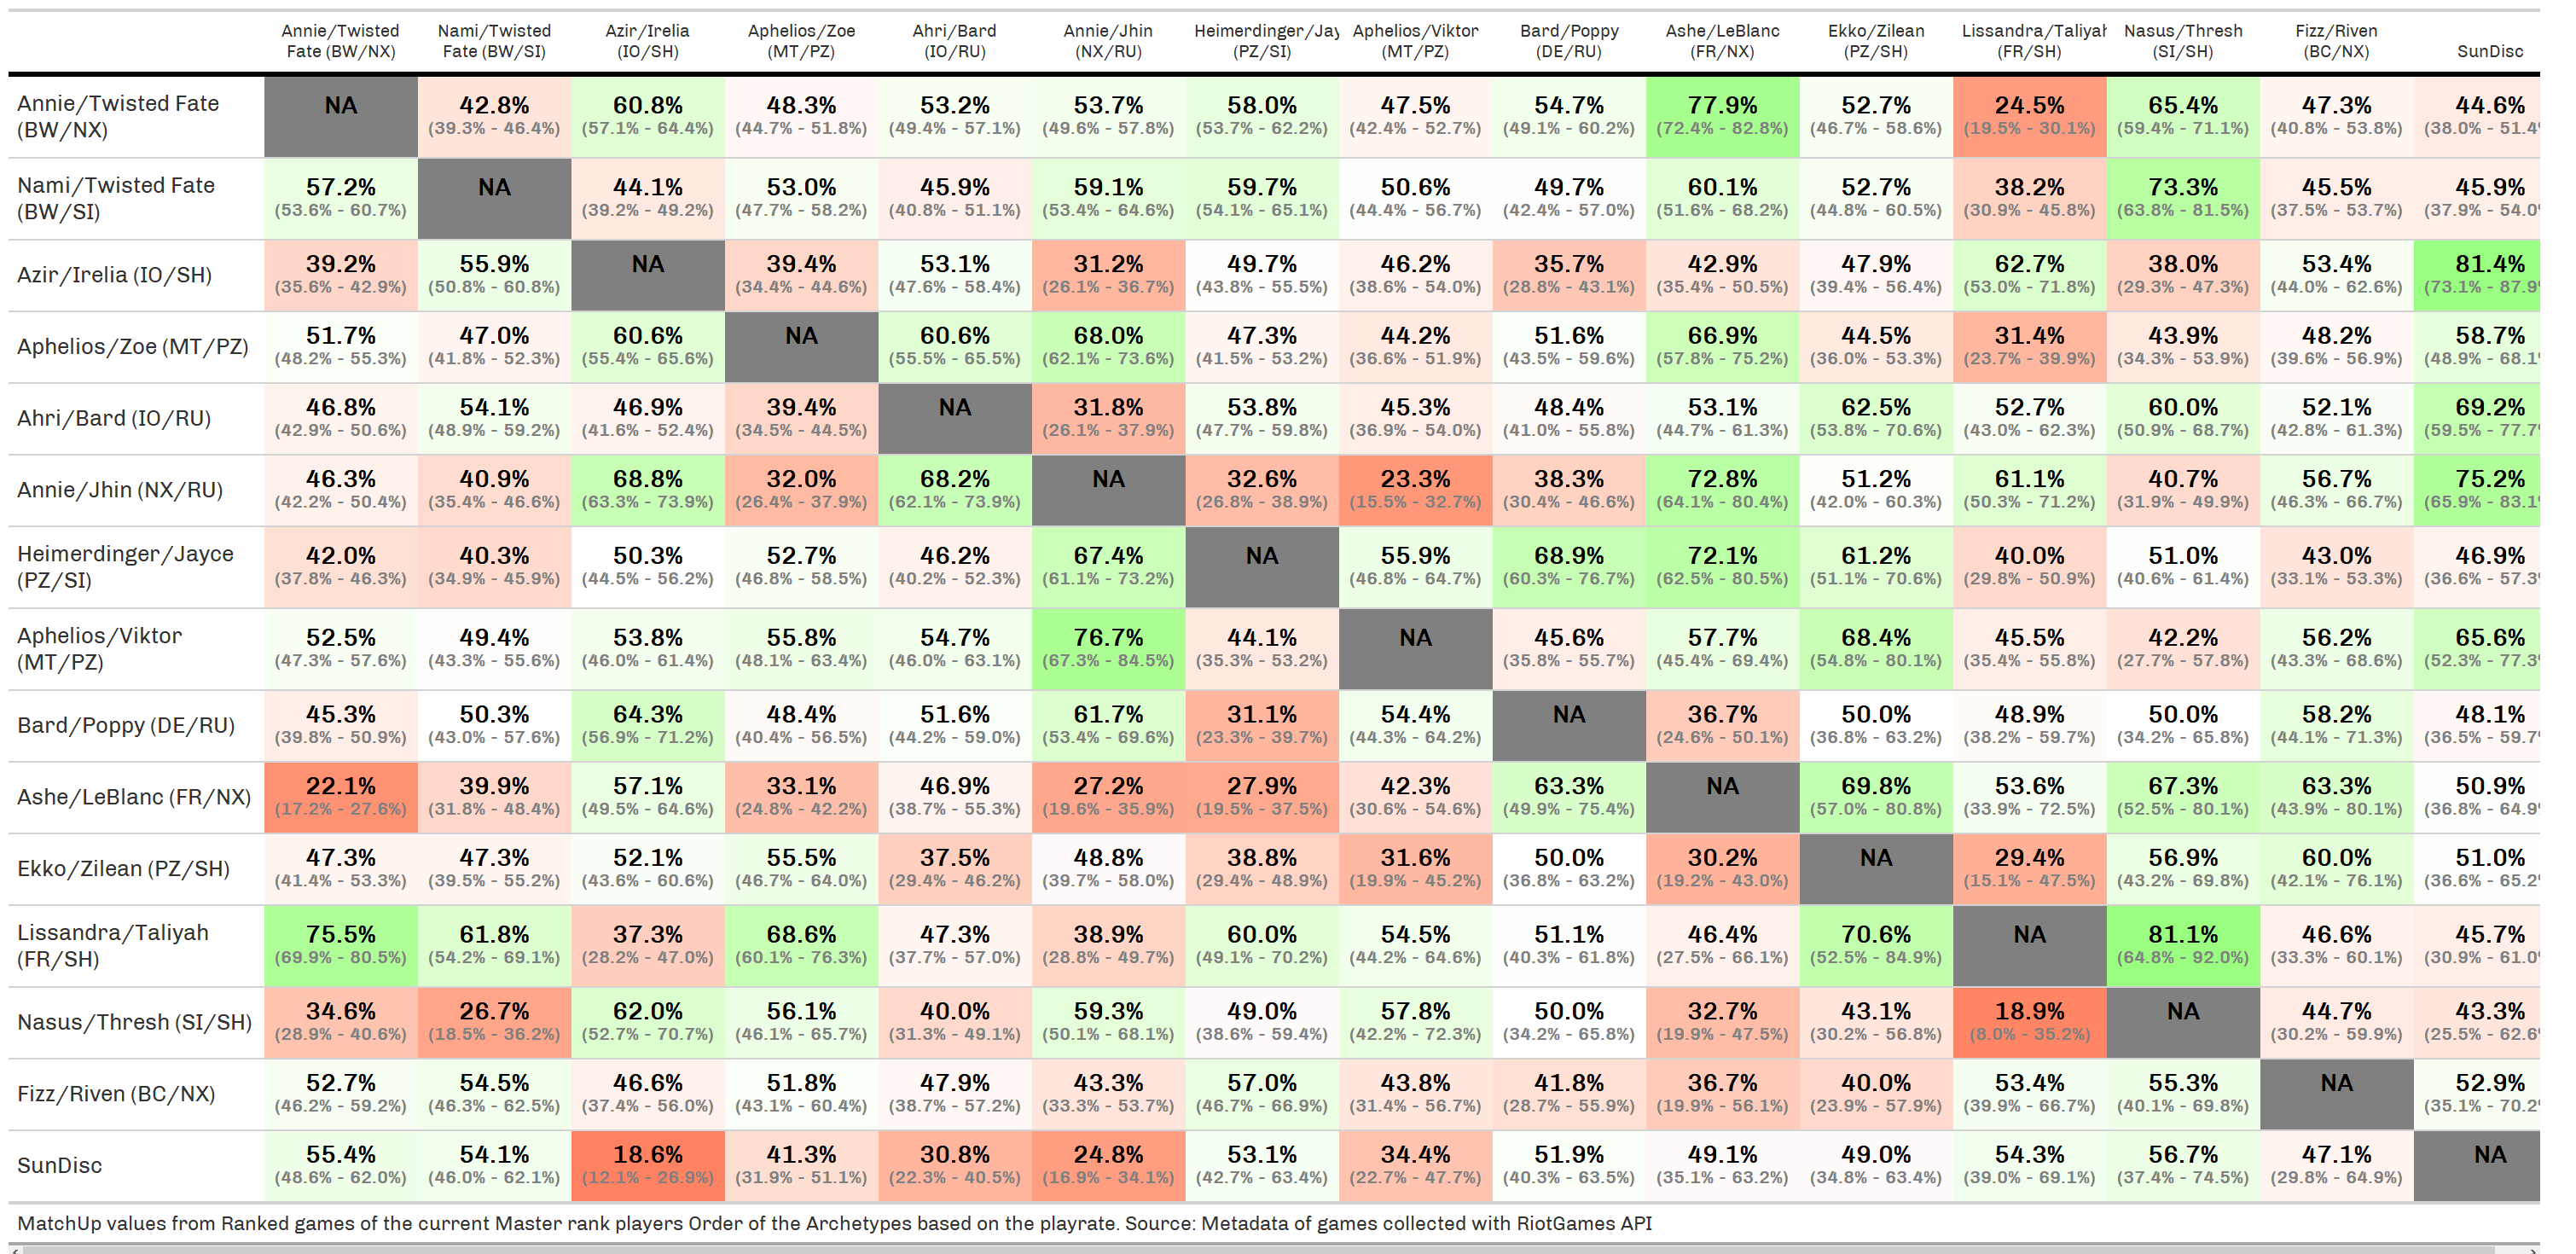 Annie/Twisted Nami/Twisted Azir/Irelia Aphelios/Zoe Ahri/Bard Annie/Jhin Heimerdinger/Jay Aphelios/Viktor Bard/Poppy Ashe/LeBlanc Ekko/Zilean Lissandra/Taliyah Nasus/Thresh Fizz/Riven
Fate (BW/NX) Fate (BW/SI) (IO/SH) (MT/PZ) (IO/RU) (NX/RU) (PZ/SI) (MT/PZ) (DE/RU) (FR/NX) (PZ/SH) (FR/SH) (SI/SH) (BC/NX) SunDisc
Annie/Twisted Fate NA 42.8% 60.8% 48.3% 53.2% 53.7% 58.0% 47.5% 54.7% 77.9% 52.7% 24.5% 65.4% 47.3% 44.6%
(BW/NX) (39.3% - 46.4%) (57.1% - 64.4%) (44.7% - 51.8%) (49.4% - 57.1%) (49.6% - 57.8%) (53.7% - 62.2%) (42.4% - 52.7%) (49.1% - 60.2%) (72.4% - 82.8%) (46.7% - 58.6%) (19.5% - 30.1%) (59.4% - 71.1%) (40.8% - 53.8%) (38.0% - 51.4%
Nami/Twisted Fate 57.2% NA 44.1% 53.0% 45.9% 59.1% 59.7% 50.6% 49.7% 60.1% 52.7% 38.2% 73.3% 45.5% 45.9%
(BW/SI) (53.6% - 60.7%) (39.2% - 49.2%) (47.7% - 58.2%) (40.8% - 51.1%) (53.4% - 64.6%) (54.1% - 65.1%) (44.4% - 56.7%) (42.4% - 57.0%) (51.6% - 68.2%) (44.8% - 60.5%) (30.9% - 45.8%) (63.8% - 81.5%) (37.5% - 53.7%) (37.9% - 54.0%
Azir/Irelia (IO/SH) 39.2% 55.9% NA 39.4% 53.1% 31.2% 49.7% 46.2% 35.7% 42.9% 47.9% 62.7% 38.0% 53.4% 81.4%
(35.6% - 42.9%) (50.8% - 60.8%) (34.4% - 44.6%) (47.6% - 58.4%) (26.1% - 36.7%) (43.8% - 55.5%) (38.6% - 54.0%) (28.8% - 43.1%) (35.4% - 50.5%) (39.4% - 56.4%) (53.0% - 71.8%) (29.3% - 47.3%) (44.0% - 62.6%) (73.1% - 87.9%
Aphelios/Zoe (MT/PZ) 51.7% 47.0% 60.6% NA 60.6% 68.0% 47.3% 44.2% 51.6% 66.9% 44.5% 31.4% 43.9% 48.2% 58.7%
(48.2% - 55.3%) (41.8% - 52.3%) (55.4% - 65.6%) (55.5% - 65.5%) (62.1% - 73.6%) (41.5% - 53.2%) (36.6% - 51.9%) (43.5% - 59.6%) (57.8% - 75.2%) (36.0% - 53.3%) (23.7% - 39.9%) (34.3% - 53.9%) (39.6% - 56.9%) (48.9% - 68.1%
Ahri/Bard (IO/RU) 46.8% 54.1% 46.9% 39.4% NA 31.8% 53.8% 45.3% 48.4% 53.1% 62.5% 52.7% 60.0% 52.1% 69.2%
(42.9% - 50.6%) (48.9% - 59.2%) (41.6% - 52.4%) (34.5% - 44.5%) (26.1% - 37.9%) (47.7% - 59.8%) (36.9% - 54.0%) (41.0% - 55.8%) (44.7% - 61.3%) (53.8% - 70.6%) (43.0% - 62.3%) (50.9% - 68.7%) (42.8% - 61.3%) (59.5% - 77.7%
Annie/Jhin (NX/RU) 46.3% 40.9% 68.8% 32.0% 68.2% NA 32.6% 23.3% 38.3% 72.8% 51.2% 61.1% 40.7% 56.7% 75.2%
(42.2% - 50.4%) (35.4% - 46.6%) (63.3% - 73.9%) (26.4% - 37.9%) (62.1% - 73.9%) (26.8% - 38.9%) (15.5% - 32.7%) (30.4% - 46.6%) (64.1% - 80.4%) (42.0% - 60.3%) (50.3% - 71.2%) (31.9% - 49.9%) (46.3% - 66.7%) (65.9% - 83.1%
Heimerdinger/Jayce 42.0% 40.3% 50.3% 52.7% 46.2% 67.4% NA 55.9% 68.9% 72.1% 61.2% 40.0% 51.0% 43.0% 46.9%
(PZ/SI) (37.8% - 46.3%) (34.9% - 45.9%) (44.5% - 56.2%) (46.8% - 58.5%) (40.2% - 52.3%) (61.1% - 73.2%) (46.8% - 64.7%) (60.3% - 76.7%) (62.5% - 80.5%) (51.1% - 70.6%) (29.8% - 50.9%) (40.6% - 61.4%) (33.1% - 53.3%) (36.6% - 57.3%
Aphelios/Viktor 52.5% 49.4% 53.8% 55.8% 54.7% 76.7% 44.1% NA 45.6% 57.7% 68.4% 45.5% 42.2% 56.2% 65.6%
(MT/PZ) (47.3% - 57.6%) (43.3% - 55.6%) (46.0% - 61.4%) (48.1% - 63.4%) (46.0% - 63.1%) (67.3% - 84.5%) (35.3% - 53.2%) (35.8% - 55.7%) (45.4% - 69.4%) (54.8% - 80.1%) (35.4% - 55.8%) (27.7% - 57.8%) (43.3% - 68.6%) (52.3% - 77.3%
Bard/Poppy (DE/RU) 45.3% 50.3% 64.3% 48.4% 51.6% 61.7% 31.1% 54.4% NA 36.7% 50.0% 48.9% 50.0% 58.2% 48.1%
(39.8% - 50.9%) (43.0% - 57.6%) (56.9% - 71.2%) (40.4% - 56.5%) (44.2% - 59.0%) (53.4% - 69.6%) (23.3% - 39.7%) (44.3% - 64.2%) (24.6% - 50.1%) (36.8% - 63.2%) (38.2% - 59.7%) (34.2% - 65.8%) (44.1% - 71.3%) (36.5% - 59.7%
Ashe/LeBlanc (FR/NX) 22.1% 39.9% 57.1% 33.1% 46.9% 27.2% 27.9% 42.3% 63.3% NA 69.8% 53.6% 67.3% 63.3% 50.9%
(17.2% - 27.6%) (31.8% - 48.4%) (49.5% - 64.6%) (24.8% - 42.2%) (38.7% - 55.3%) (19.6% - 35.9%) (19.5% - 37.5%) (30.6% - 54.6%) (49.9% - 75.4%) (57.0% - 80.8%) (33.9% - 72.5%) (52.5% - 80.1%) (43.9% - 80.1%) (36.8% - 64.9%
Ekko/Zilean (PZ/SH) 47.3% 47.3% 52.1% 55.5% 37.5% 48.8% 38.8% 31.6% 50.0% 30.2% NA 29.4% 56.9% 60.0% 51.0%
(41.4% - 53.3%) (39.5% - 55.2%) (43.6% - 60.6%) (46.7% - 64.0%) (29.4% - 46.2%) (39.7% - 58.0%) (29.4% - 48.9%) (19.9% - 45.2%) (36.8% - 63.2%) (19.2% - 43.0%) (15.1% - 47.5%) (43.2% - 69.8%) (42.1% - 76.1%) (36.6% - 65.2%
Lissandra/Taliyah 75.5% 61.8% 37.3% 68.6% 47.3% 38.9% 60.0% 54.5% 51.1% 46.4% 70.6% NA 81.1% 46.6% 45.7%
(FR/SH) (69.9% - 80.5%) (54.2% - 69.1%) (28.2% - 47.0%) (60.1% - 76.3%) (37.7% - 57.0%) (28.8% - 49.7%) (49.1% - 70.2%) (44.2% - 64.6%) (40.3% - 61.8%) (27.5% - 66.1%) (52.5% - 84.9%) (64.8% - 92.0%) (33.3% - 60.1%) (30.9% - 61.0%
Nasus/Thresh (SI/SH) 34.6% 26.7% 62.0% 56.1% 40.0% 59.3% 49.0% 57.8% 50.0% 32.7% 43.1% 18.9% NA 44.7% 43.3%
(28.9% - 40.6%) (18.5% - 36.2%) (52.7% - 70.7%) (46.1% - 65.7%) (31.3% - 49.1%) (50.1% - 68.1%) (38.6% - 59.4%) (42.2% - 72.3%) (34.2% - 65.8%) (19.9% - 47.5%) (30.2% - 56.8%) (8.0% - 35.2%) (30.2% - 59.9%) (25.5% - 62.6%
Fizz/Riven (BC/NX) 52.7% 54.5% 46.6% 51.8% 47.9% 43.3% 57.0% 43.8% 41.8% 36.7% 40.0% 53.4% 55.3% NA 52.9%
(46.2% - 59.2%) (46.3% - 62.5%) (37.4% - 56.0%) (43.1% - 60.4%) (38.7% - 57.2%) (33.3% - 53.7%) (46.7% - 66.9%) (31.4% - 56.7%) (28.7% - 55.9%) (19.9% - 56.1%) (23.9% - 57.9%) (39.9% - 66.7%) (40.1% - 69.8%) (35.1% - 70.2%
SunDisc 55.4% 54.1% 18.6% 41.3% 30.8% 24.8% 53.1% 34.4% 51.9% 49.1% 49.0% 54.3% 56.7% 47.1% NA
(48.6% - 62.0%) (46.0% - 62.1%) (12.1% - 26.9%) (31.9% - 51.1%) (22.3% - 40.5%) (16.9% - 34.1%) (42.7% - 63.4%) (22.7% - 47.7%) (40.3% - 63.5%) (35.1% - 63.2%) (34.8% - 63.4%) (39.0% - 69.1%) (37.4% - 74.5%) (29.8% - 64.9%)
MatchUp values from Ranked games of the current Master rank players Order of the Archetypes based on the playrate. Source: Metadata of games collected with RiotGames API